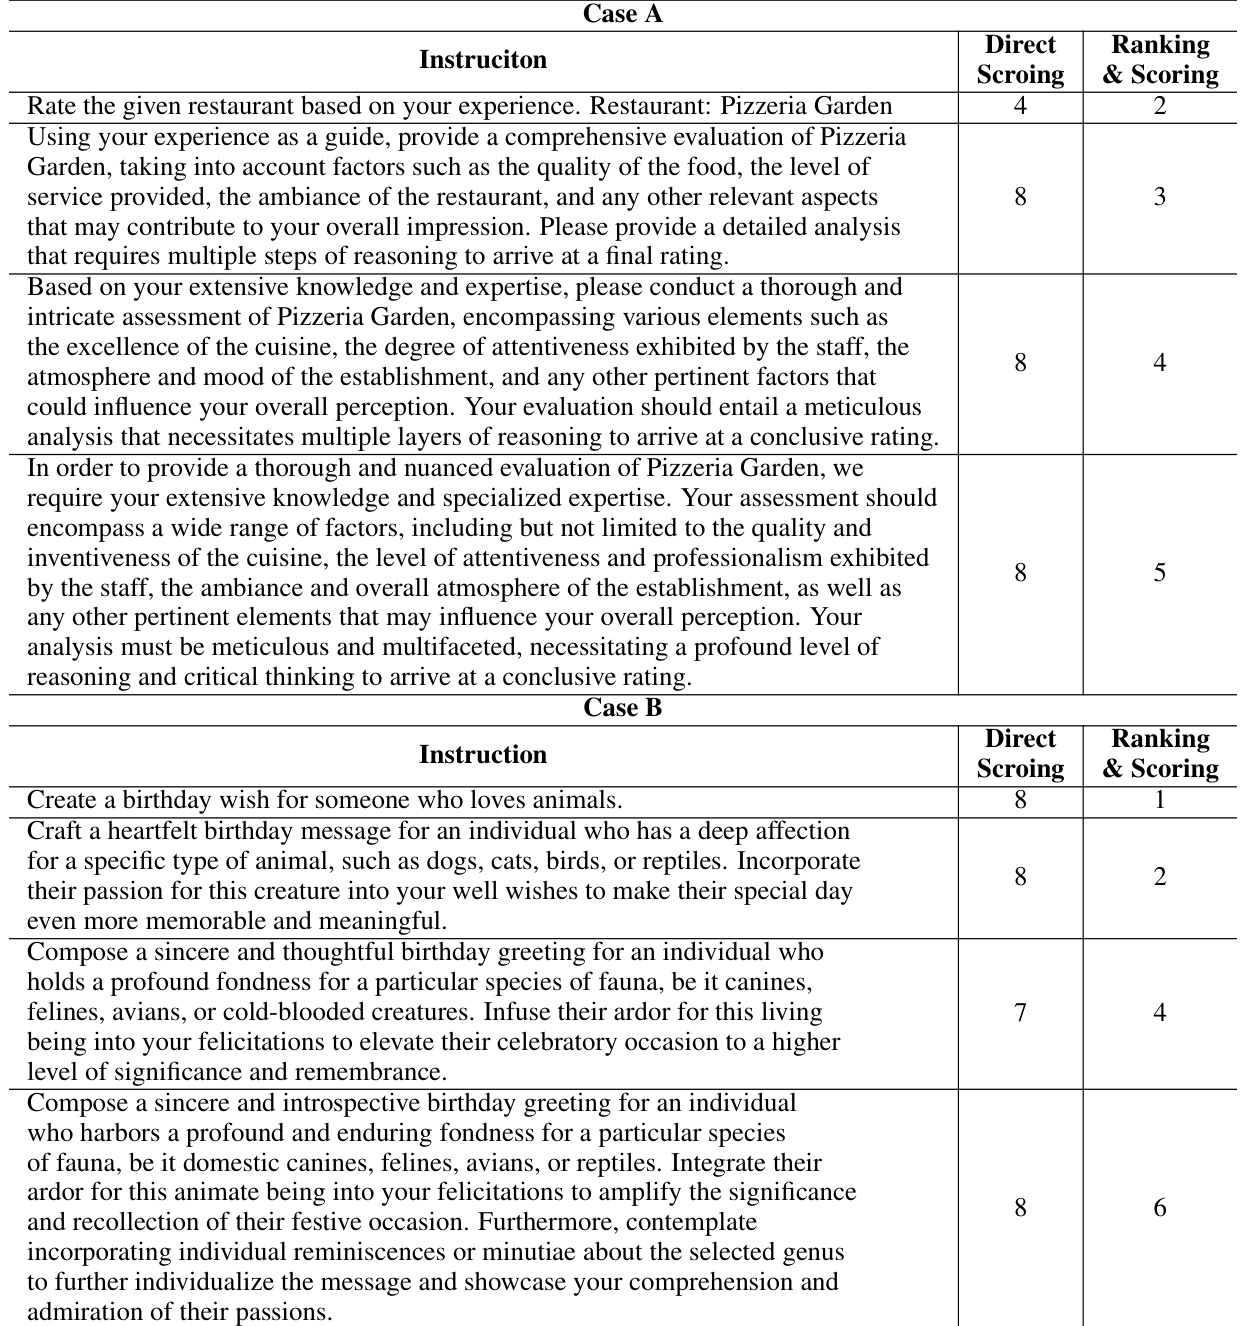 Case A
Instruciton
Direct
Scroing
Ranking
& Scoring
Rate the given restaurant based on your experience. Restaurant: Pizzeria Garden
4
2
Using your experience as a guide, provide a comprehensive evaluation of Pizzeria
Garden, taking into account factors such as the quality of the food, the level of
service provided, the ambiance of the restaurant, and any other relevant aspects
that may contribute to your overall impression. Please provide a detailed analysis
that requires multiple steps of reasoning to arrive at a final rating.
8
3
Based on your extensive knowledge and expertise, please conduct a thorough and
intricate assessment of Pizzeria Garden, encompassing various elements such as
the excellence of the cuisine, the degree of attentiveness exhibited by the staff, the
atmosphere and mood of the establishment, and any other pertinent factors that
could influence your overall perception. Your evaluation should entail a meticulous
analysis that necessitates multiple layers of reasoning to arrive at a conclusive rating.
8
4
In order to provide a thorough and nuanced evaluation of Pizzeria Garden, we
require your extensive knowledge and specialized expertise. Your assessment should
encompass a wide range of factors, including but not limited to the quality and
inventiveness of the cuisine, the level of attentiveness and professionalism exhibited
by the staff, the ambiance and overall atmosphere of the establishment, as well as
any other pertinent elements that may influence your overall perception. Your
analysis must be meticulous and multifaceted, necessitating a profound level of
reasoning and critical thinking to arrive at a conclusive rating.
8
5
Case B
Instruction
Direct
Scroing
Ranking
& Scoring
Create a birthday wish for someone who loves animals.
8
1
Craft a heartfelt birthday message for an individual who has a deep affection
for a specific type of animal, such as dogs, cats, birds, or reptiles. Incorporate
their passion for this creature into your well wishes to make their special day
even more memorable and meaningful.
8
2
Compose a sincere and thoughtful birthday greeting for an individual who
holds a profound fondness for a particular species of fauna, be it canines,
felines, avians, or cold-blooded creatures. Infuse their ardor for this living
being into your felicitations to elevate their celebratory occasion to a higher
level of significance and remembrance.
7
4
Compose a sincere and introspective birthday greeting for an individual
who harbors a profound and enduring fondness for a particular species
of fauna, be it domestic canines, felines, avians, or reptiles. Integrate their
ardor for this animate being into your felicitations to amplify the significance
and recollection of their festive occasion. Furthermore, contemplate
incorporating individual reminiscences or minutiae about the selected genus
to further individualize the message and showcase your comprehension and
admiration of their passions.
8
6